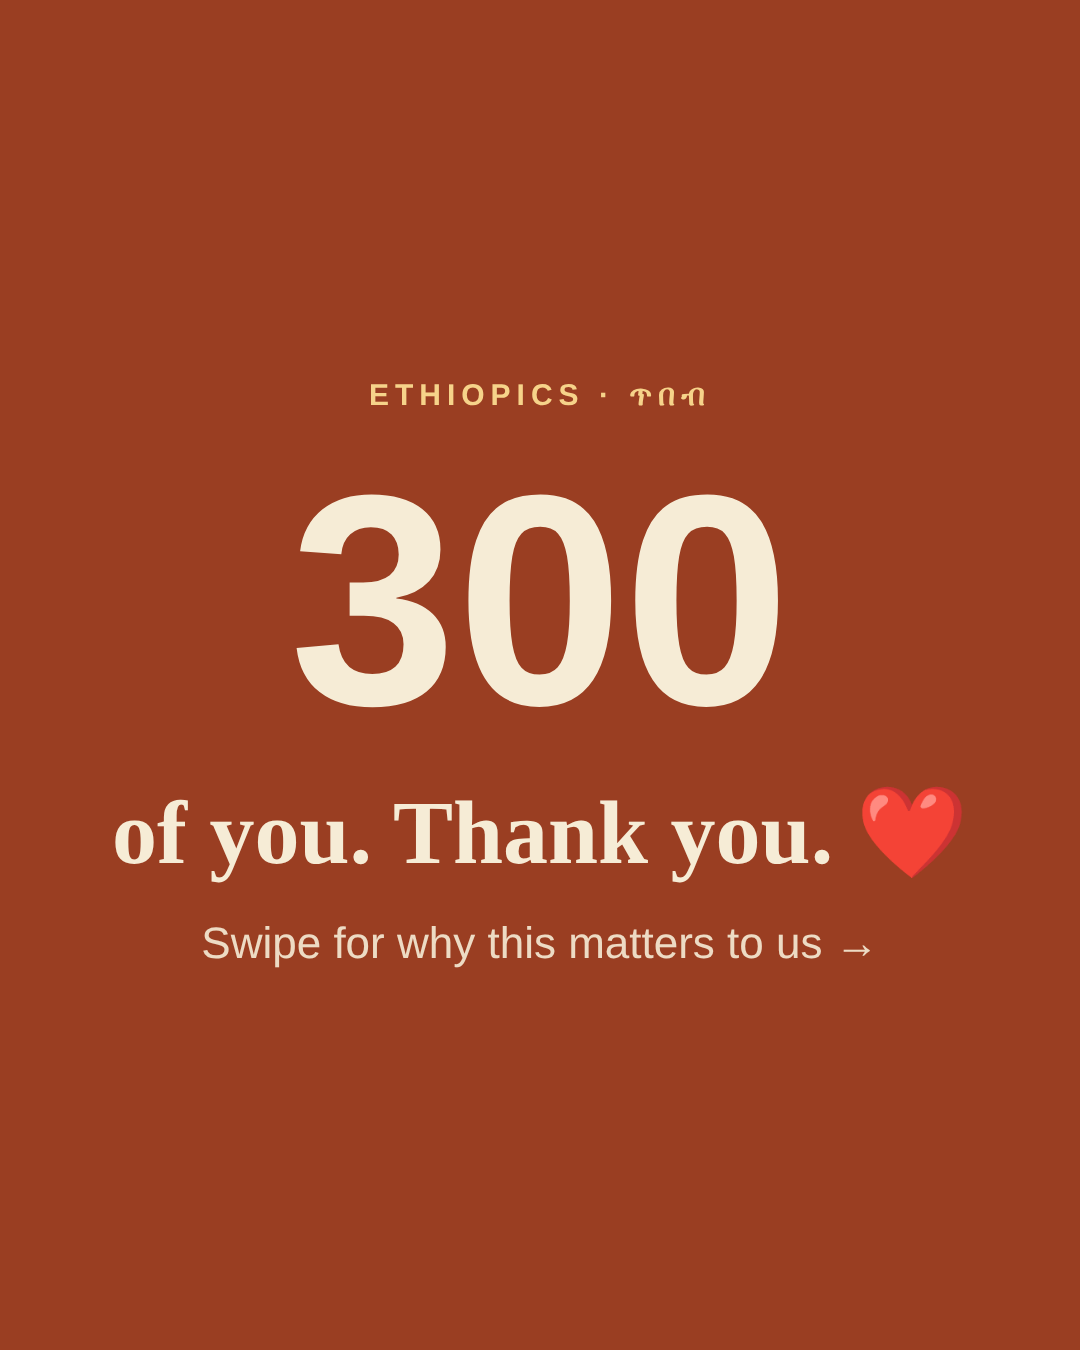 ETHIOPICS · ጥበብ
300
of you. Thank you. ❤️
Swipe for why this matters to us →